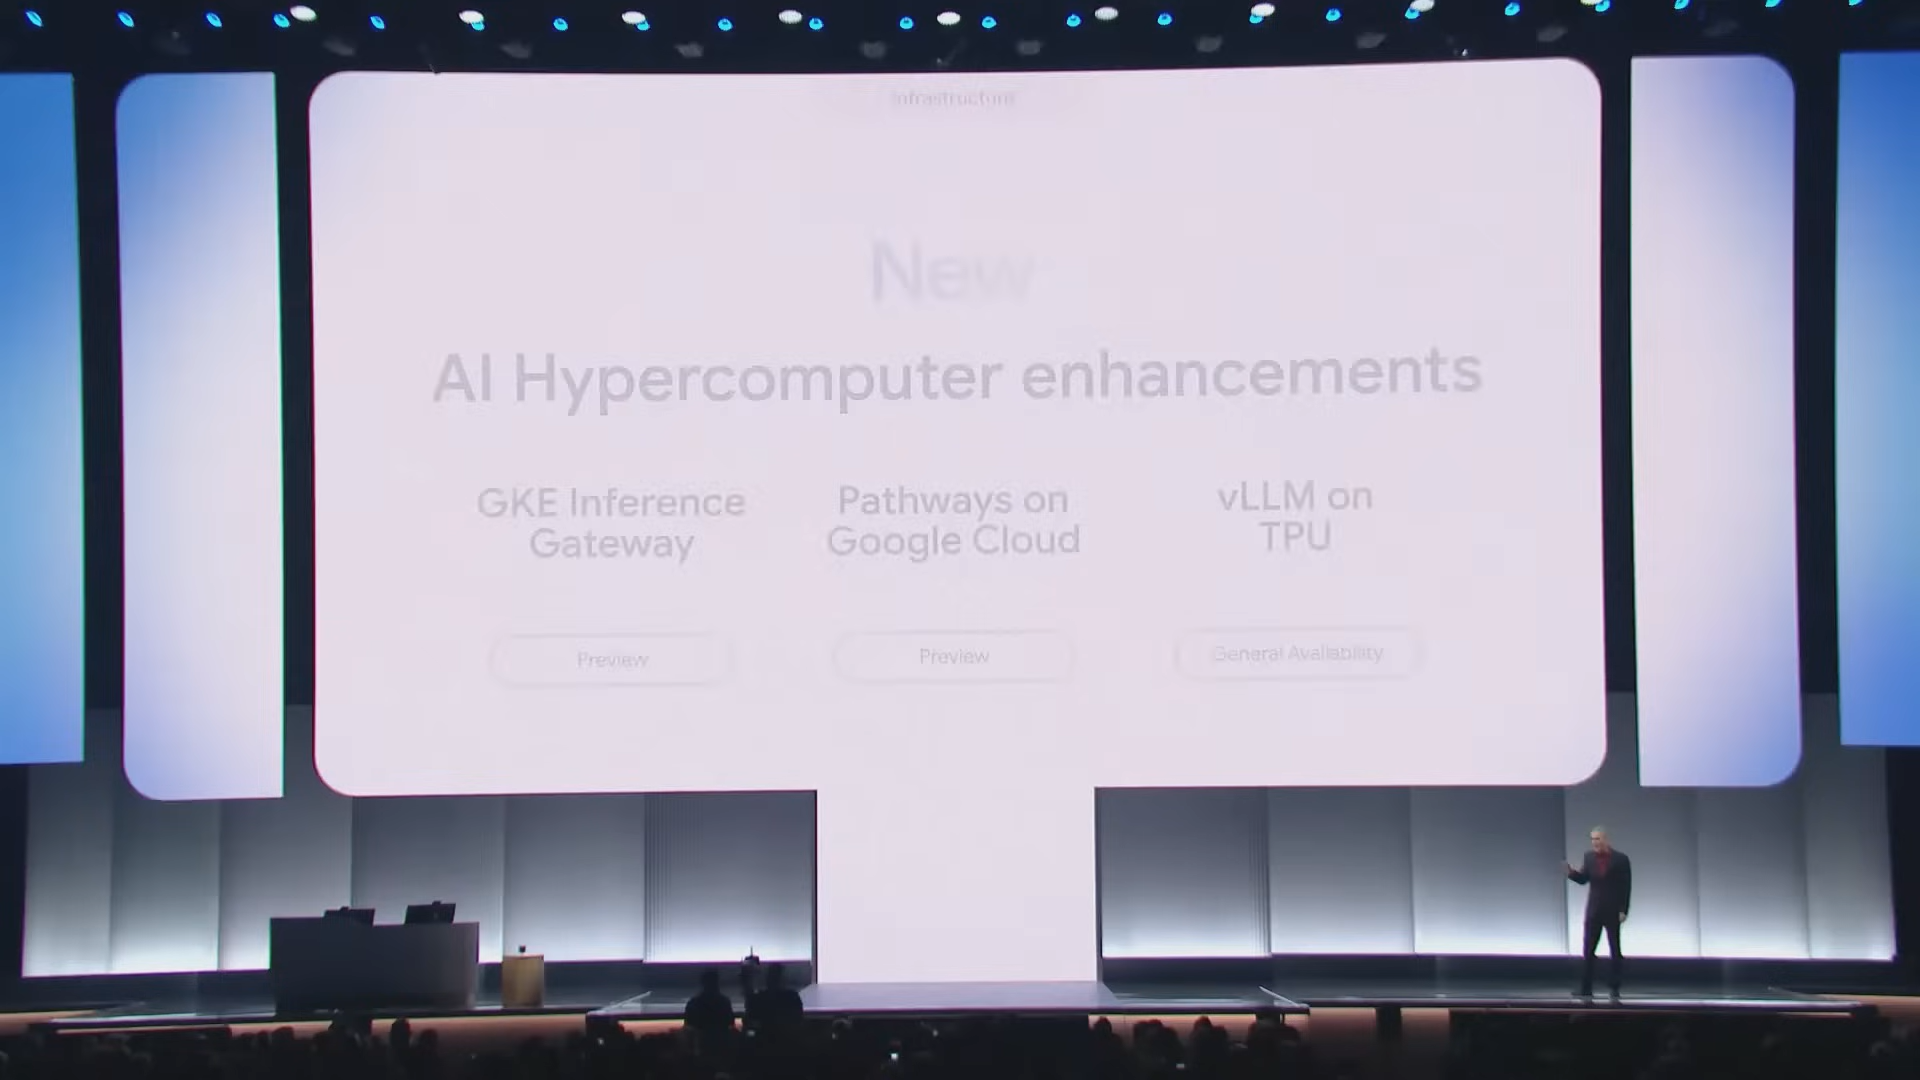 Infrastructure
New
AI Hypercomputer enhancements
GKE Inference
Gateway
Pathways on
Google Cloud
vLLM on
TPU
Preview
Preview
General Availability